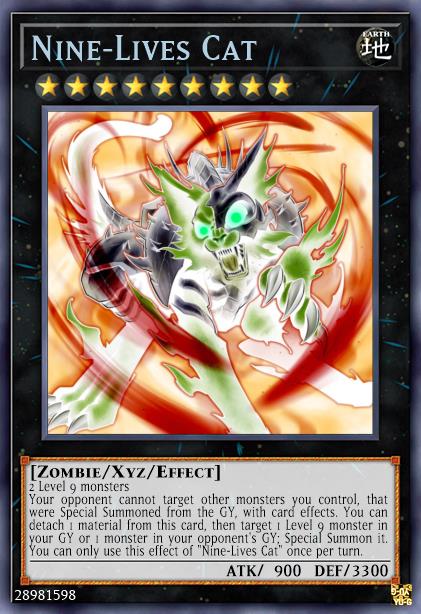 NINE-LIVES CAT
EARTH
地
[ZOMBIE/XYZ/EFFECT]
2 Level 9 monsters
Your opponent cannot target other monsters you control, that
were Special Summoned from the GY, with card effects. You can
detach 1 material from this card, then target 1 Level 9 monster in
your GY or 1 monster in your opponent's GY; Special Summon it.
You can only use this effect of "Nine-Lives Cat" once per turn.
ATK/ 900 DEF/3300
28981598